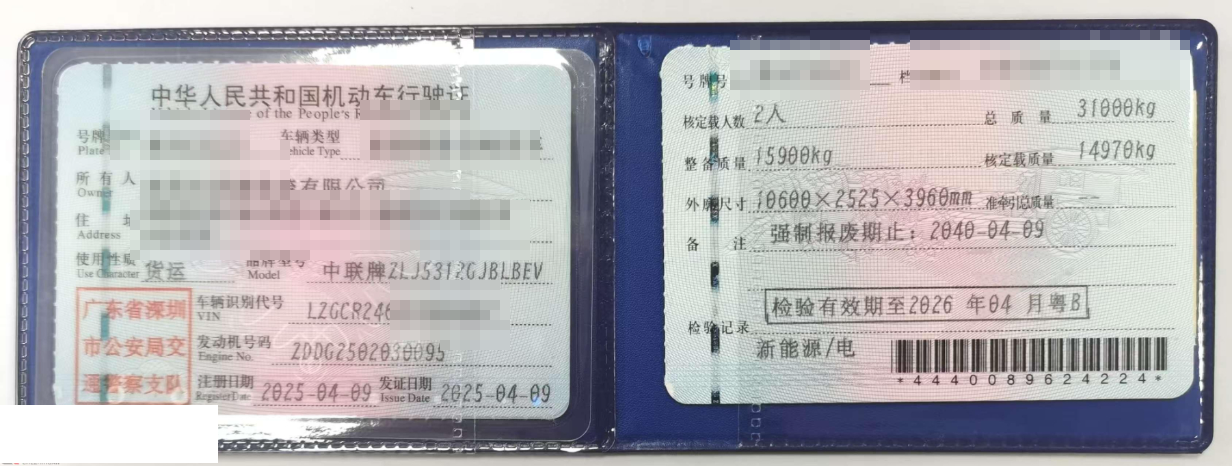 中华人民共和国机动车行驶证
of the People's R
号牌
Plate
车辆类型
ehicle Type
所有人
Owner
有限公司
住
Address
使用性质
Use Character
货运
品牌型号
Model
中联牌ZLJ5312GJBLBEV
广东省深圳
市公安局交
通警察支队
车辆识别代号
VIN
LZGCR246
发动机号码
Engine No.
ZDDG2502030095
注册日期
Register Date
2025-04-09
发证日期
Issue Date
2025-04-09
号牌号
档
核定载人数 2人
总质量 31000kg
整备质量 15900kg
核定载质量 14970kg
外廓尺寸 10600×2525×3960mm
准牵引总质量 --
备注 强制报废期止：2040-04-09
检验有效期至2026 年04 月粤B
检验记录
新能源/电
*4440089624224*